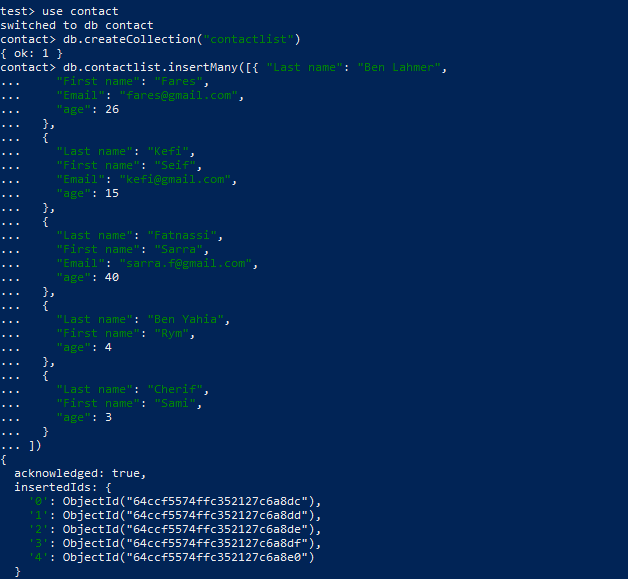 test> use contact
switched to db contact
contact> db.createCollection("contactlist")
{ ok: 1 }
contact> db.contactlist.insertMany([{ "Last name": "Ben Lahmer",
...     "First name": "Fares",
...     "Email": "fares@gmail.com",
...     "age": 26
...   },
...   {
...     "Last name": "Kefi",
...     "First name": "Seif",
...     "Email": "kefi@gmail.com",
...     "age": 15
...   },
...   {
...     "Last name": "Fatnassi",
...     "First name": "Sarra",
...     "Email": "sarra.f@gmail.com",
...     "age": 40
...   },
...   {
...     "Last name": "Ben Yahia",
...     "First name": "Rym",
...     "age": 4
...   },
...   {
...     "Last name": "Cherif",
...     "First name": "Sami",
...     "age": 3
...   }
... ])
{
  acknowledged: true,
  insertedIds: {
    '0': ObjectId("64ccf5574ffc352127c6a8dc"),
    '1': ObjectId("64ccf5574ffc352127c6a8dd"),
    '2': ObjectId("64ccf5574ffc352127c6a8de"),
    '3': ObjectId("64ccf5574ffc352127c6a8df"),
    '4': ObjectId("64ccf5574ffc352127c6a8e0")
  }